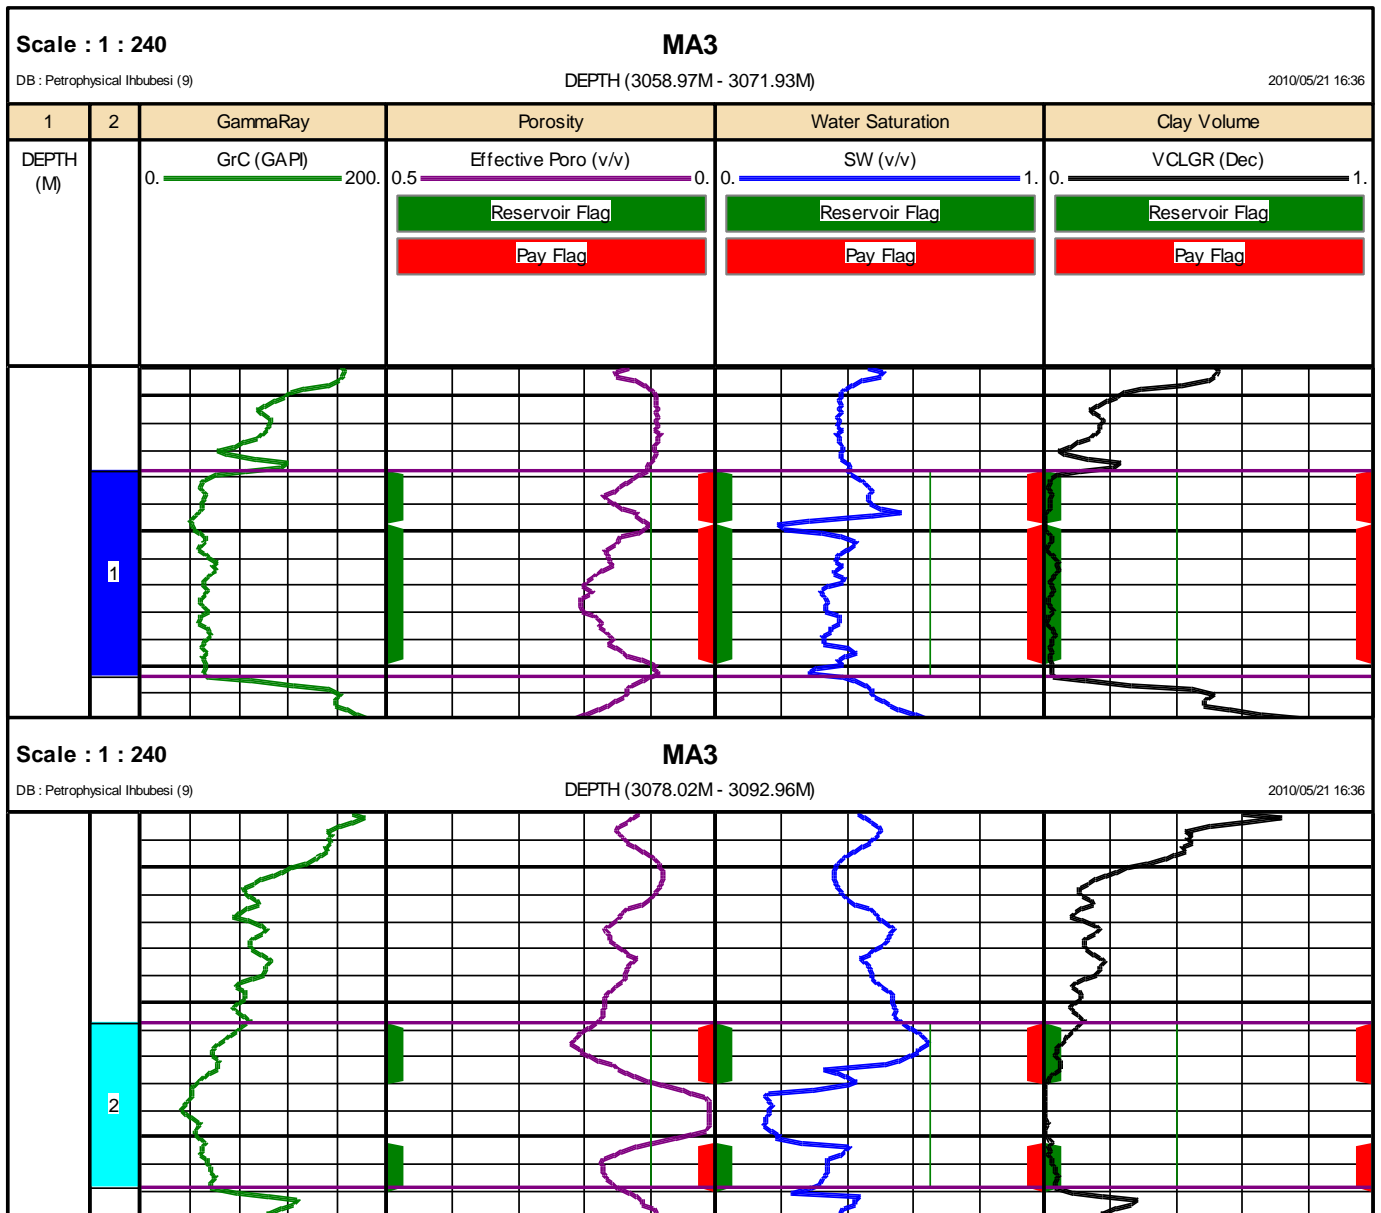 Scale : 1 : 240 MA3
DB : Petrophysical Ihbubesi (9) DEPTH (3058.97M - 3071.93M) 2010/05/21 16:36
1 2 GammaRay Porosity Water Saturation Clay Volume
DEPTH GrC (GAPI) Effective Poro (v/v) SW (v/v) VCLGR (Dec)
(M) 0. 200. 0.5 0. 0. 1. 0. 1.
Reservoir Flag Reservoir Flag Reservoir Flag
Pay Flag Pay Flag Pay Flag
1
Scale : 1 : 240 MA3
DB : Petrophysical Ihbubesi (9) DEPTH (3078.02M - 3092.96M) 2010/05/21 16:36
2